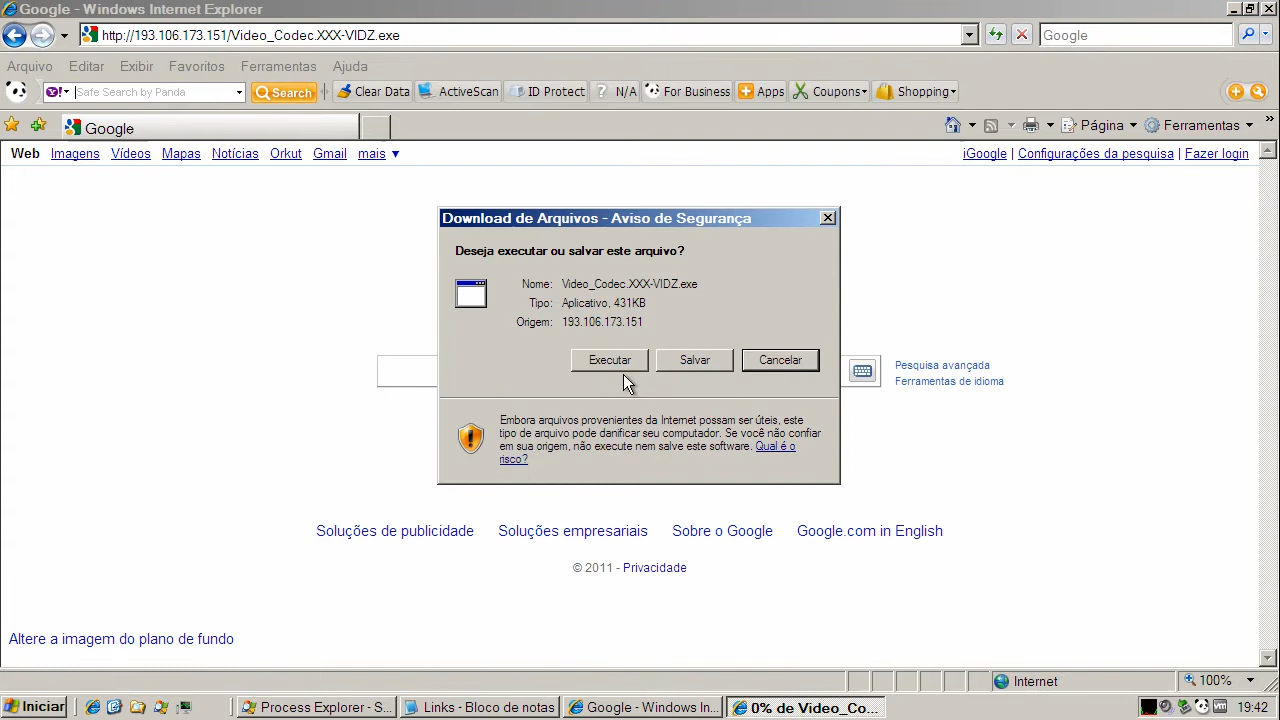 Google - Windows Internet Explorer
http://193.106.173.151/Video_Codec.XXX-VIDZ.exe
Google
Arquivo Editar Exibir Favoritos Ferramentas Ajuda
Y! Safe Search by Panda Search Clear Data ActiveScan ID Protect ? N/A For Business Apps Coupons Shopping
Google
Página Ferramentas »
Web Imagens Vídeos Mapas Notícias Orkut Gmail mais ▼
iGoogle | Configurações da pesquisa | Fazer login
Download de Arquivos - Aviso de Segurança
Deseja executar ou salvar este arquivo?
Nome: Video_Codec.XXX-VIDZ.exe
Tipo: Aplicativo, 431KB
Origem: 193.106.173.151
Executar Salvar Cancelar
Pesquisa avançada
Ferramentas de idioma
Embora arquivos provenientes da Internet possam ser úteis, este
tipo de arquivo pode danificar seu computador. Se você não confiar
em sua origem, não execute nem salve este software. Qual é o
risco?
Soluções de publicidade Soluções empresariais Sobre o Google Google.com in English
© 2011 - Privacidade
Altere a imagem do plano de fundo
Internet 100%
Iniciar Process Explorer - S... Links - Bloco de notas Google - Windows In... 0% de Video_Co... 19:42